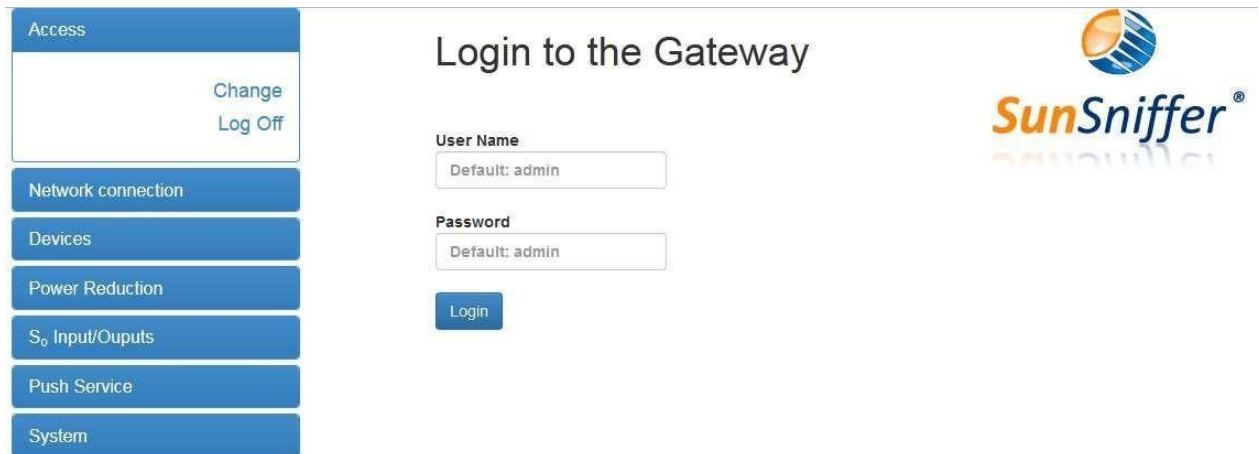 Access
Change
Log Off
Network connection
Devices
Power Reduction
S₀ Input/Ouputs
Push Service
System
Login to the Gateway
User Name
Default: admin
Password
Default: admin
Login
SunSniffer®